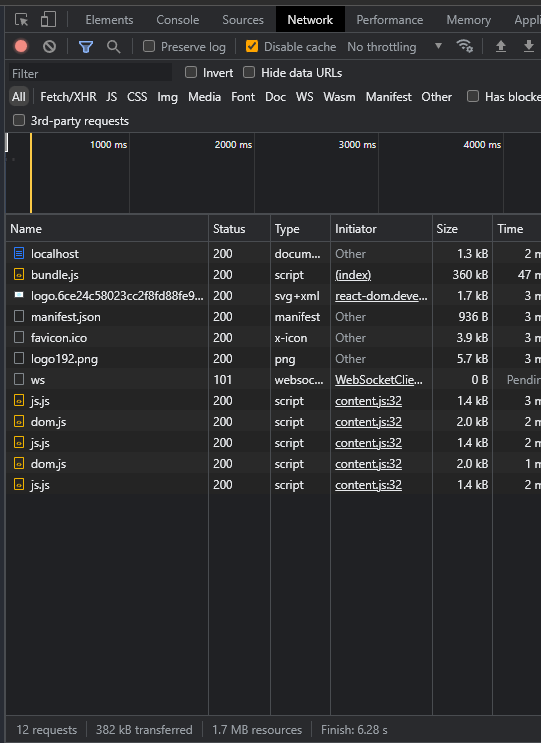 Elements Console Sources Network Performance Memory Appli
Preserve log Disable cache No throttling
Filter Invert Hide data URLs
All Fetch/XHR JS CSS Img Media Font Doc WS Wasm Manifest Other Has blocke
3rd-party requests
1000 ms 2000 ms 3000 ms 4000 ms
Name Status Type Initiator Size Time
localhost 200 docum... Other 1.3 kB 2 m
bundle.js 200 script (index) 360 kB 47 m
logo.6ce24c58023cc2f8fd88fe9... 200 svg+xml react-dom.deve... 1.7 kB 3 m
manifest.json 200 manifest Other 936 B 3 m
favicon.ico 200 x-icon Other 3.9 kB 3 m
logo192.png 200 png Other 5.7 kB 3 m
ws 101 websoc... WebSocketClie... 0 B Pendin
js.js 200 script content.js:32 1.4 kB 3 m
dom.js 200 script content.js:32 2.0 kB 2 m
js.js 200 script content.js:32 1.4 kB 2 m
dom.js 200 script content.js:32 2.0 kB 1 m
js.js 200 script content.js:32 1.4 kB 2 m
12 requests 382 kB transferred 1.7 MB resources Finish: 6.28 s